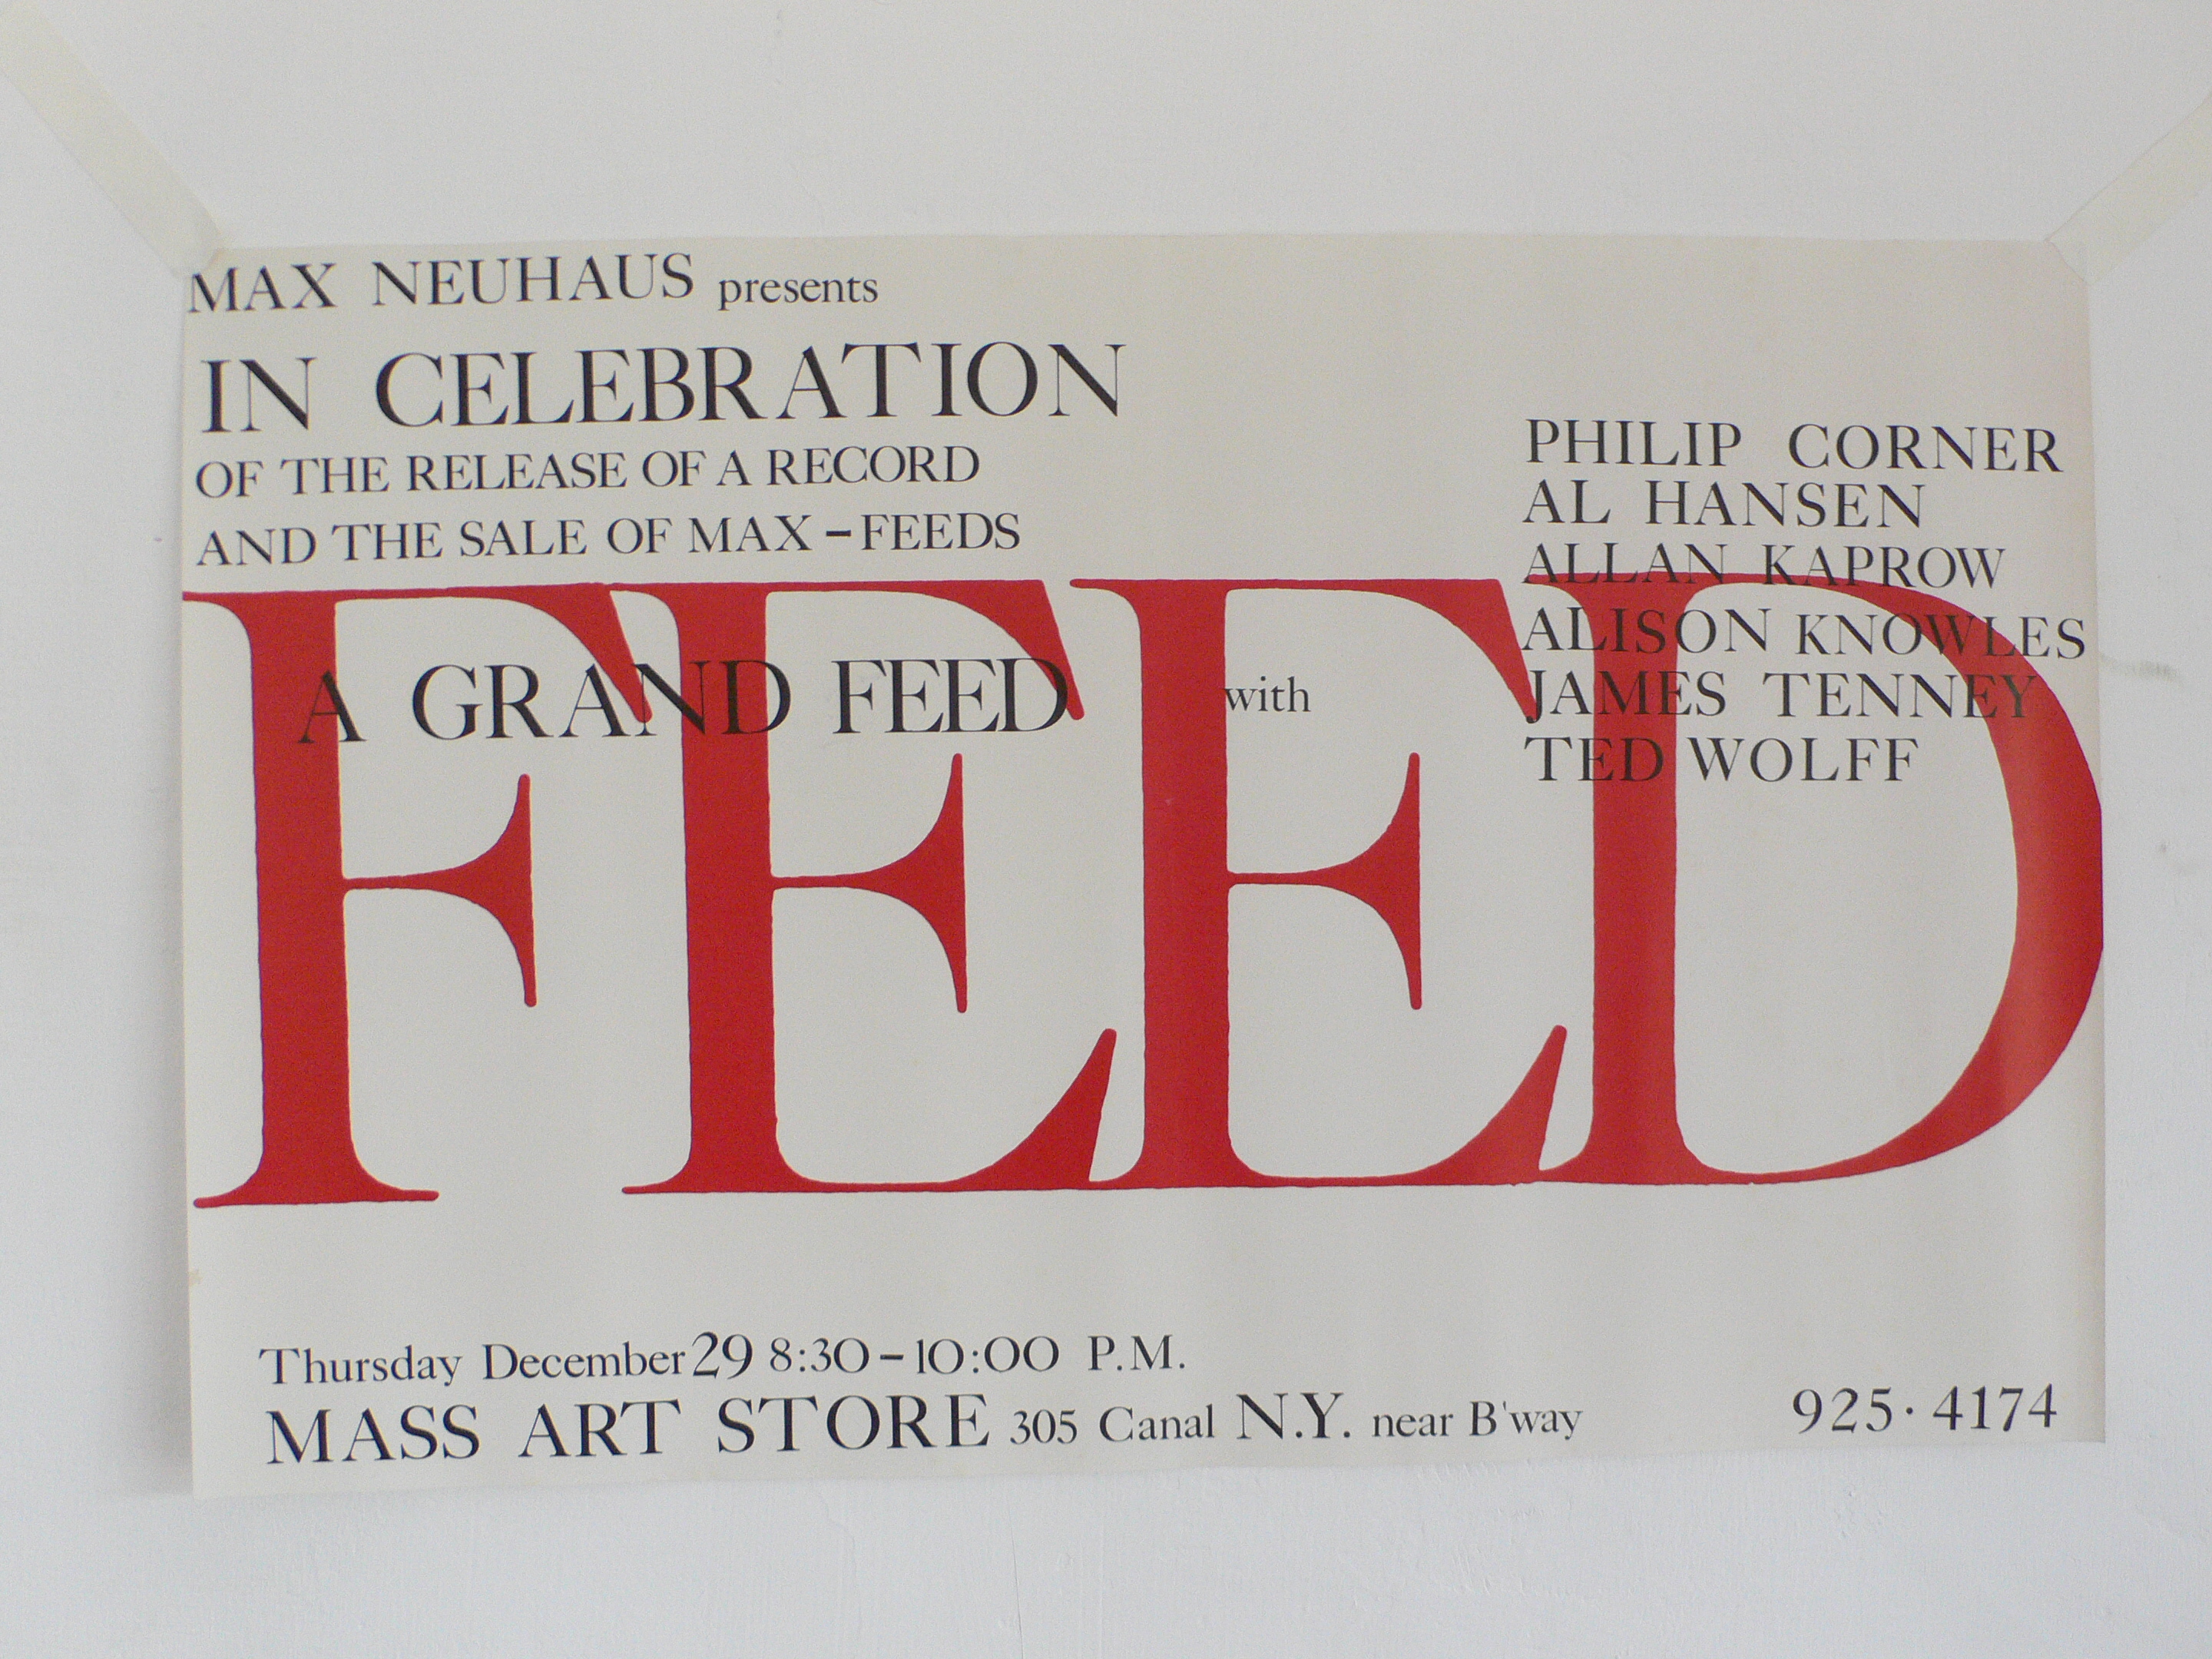 MAX NEUHAUS presents
IN CELEBRATION
OF THE RELEASE OF A RECORD
AND THE SALE OF MAX – FEEDS
FEED
A GRAND FEED with
PHILIP CORNER
AL HANSEN
ALLAN KAPROW
ALISON KNOWLES
JAMES TENNEY
TED WOLFF
Thursday December 29 8:30 – 10:00 P.M.
MASS ART STORE 305 Canal N.Y. near B'way 925·4174